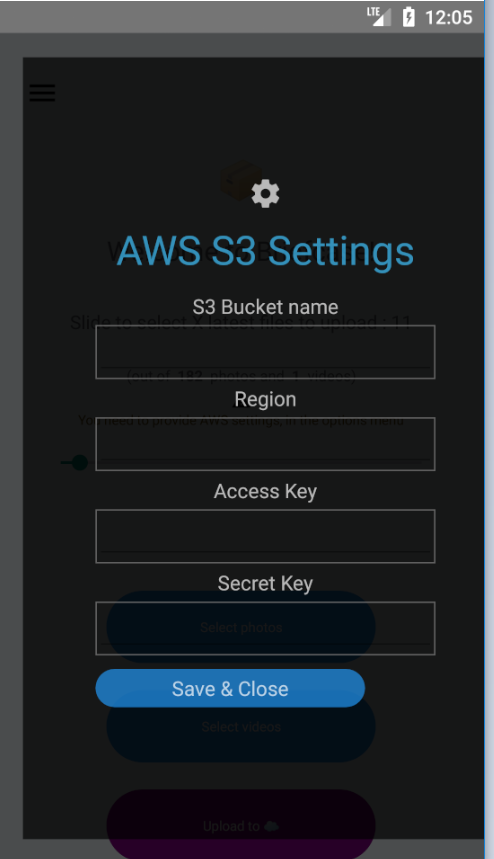 LTE 12:05
AWS S3 Settings
S3 Bucket name
Slide to select X latest files to upload : 11
(out of 182 photos and 1 videos)
Region
You need to provide AWS settings, in the options menu
Access Key
Secret Key
Select photos
Save & Close
Select videos
Upload to